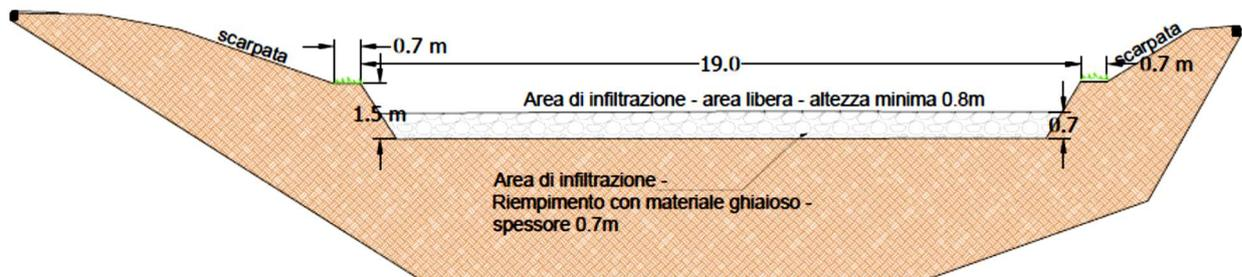 scarpata
0.7 m
19.0
scarpata
0.7 m
Area di infiltrazione - area libera - altezza minima 0.8m
1.5 m
0.7
Area di infiltrazione -
Riempimento con materiale ghiaioso -
spessore 0.7m